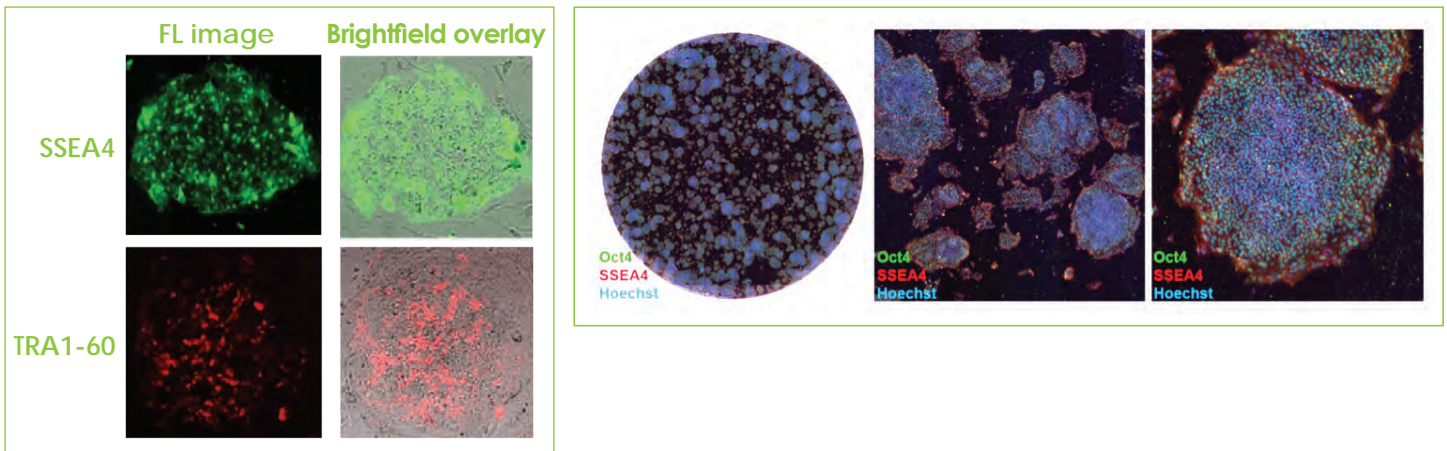 FL image
Brightfield overlay
SSEA4
TRA1-60
Oct4
SSEA4
Hoechst
Oct4
SSEA4
Hoechst
Oct4
SSEA4
Hoechst